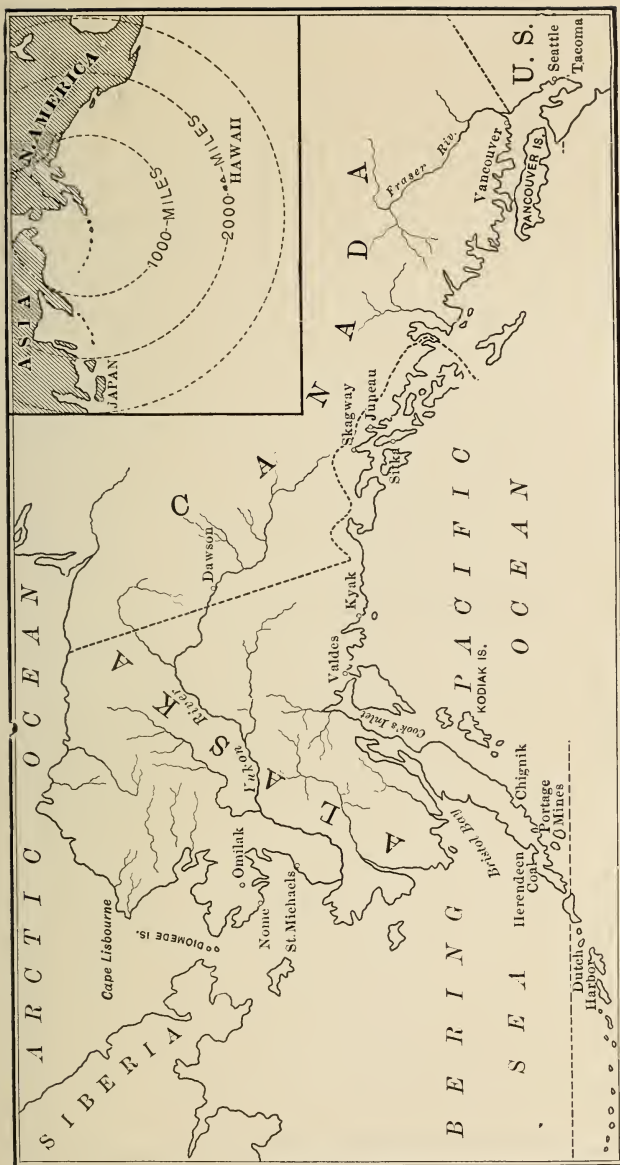 ARCTIC OCEAN
SIBERIA
Cape Lisbourne
DIOMEDE IS.
Omilak
Nome
St. Michaels
BERING
SEA
ALASKA
Yukon River
Dawson
CANADA
Skagway
Jupeau
Sitka
Kyak
Valdes
Cook's Inlet
KODIAK IS.
Bristol Bay
Chignik
Portage
Mines
Herendeen
Coal
Dutch
Harbor
PACIFIC
OCEAN
Fraser Riv.
Vancouver
VANCOUVER IS.
U. S.
Seattle
Tacoma
ASIA
N. AMERICA
JAPAN
1000-MILES
2000-MILES
HAWAII